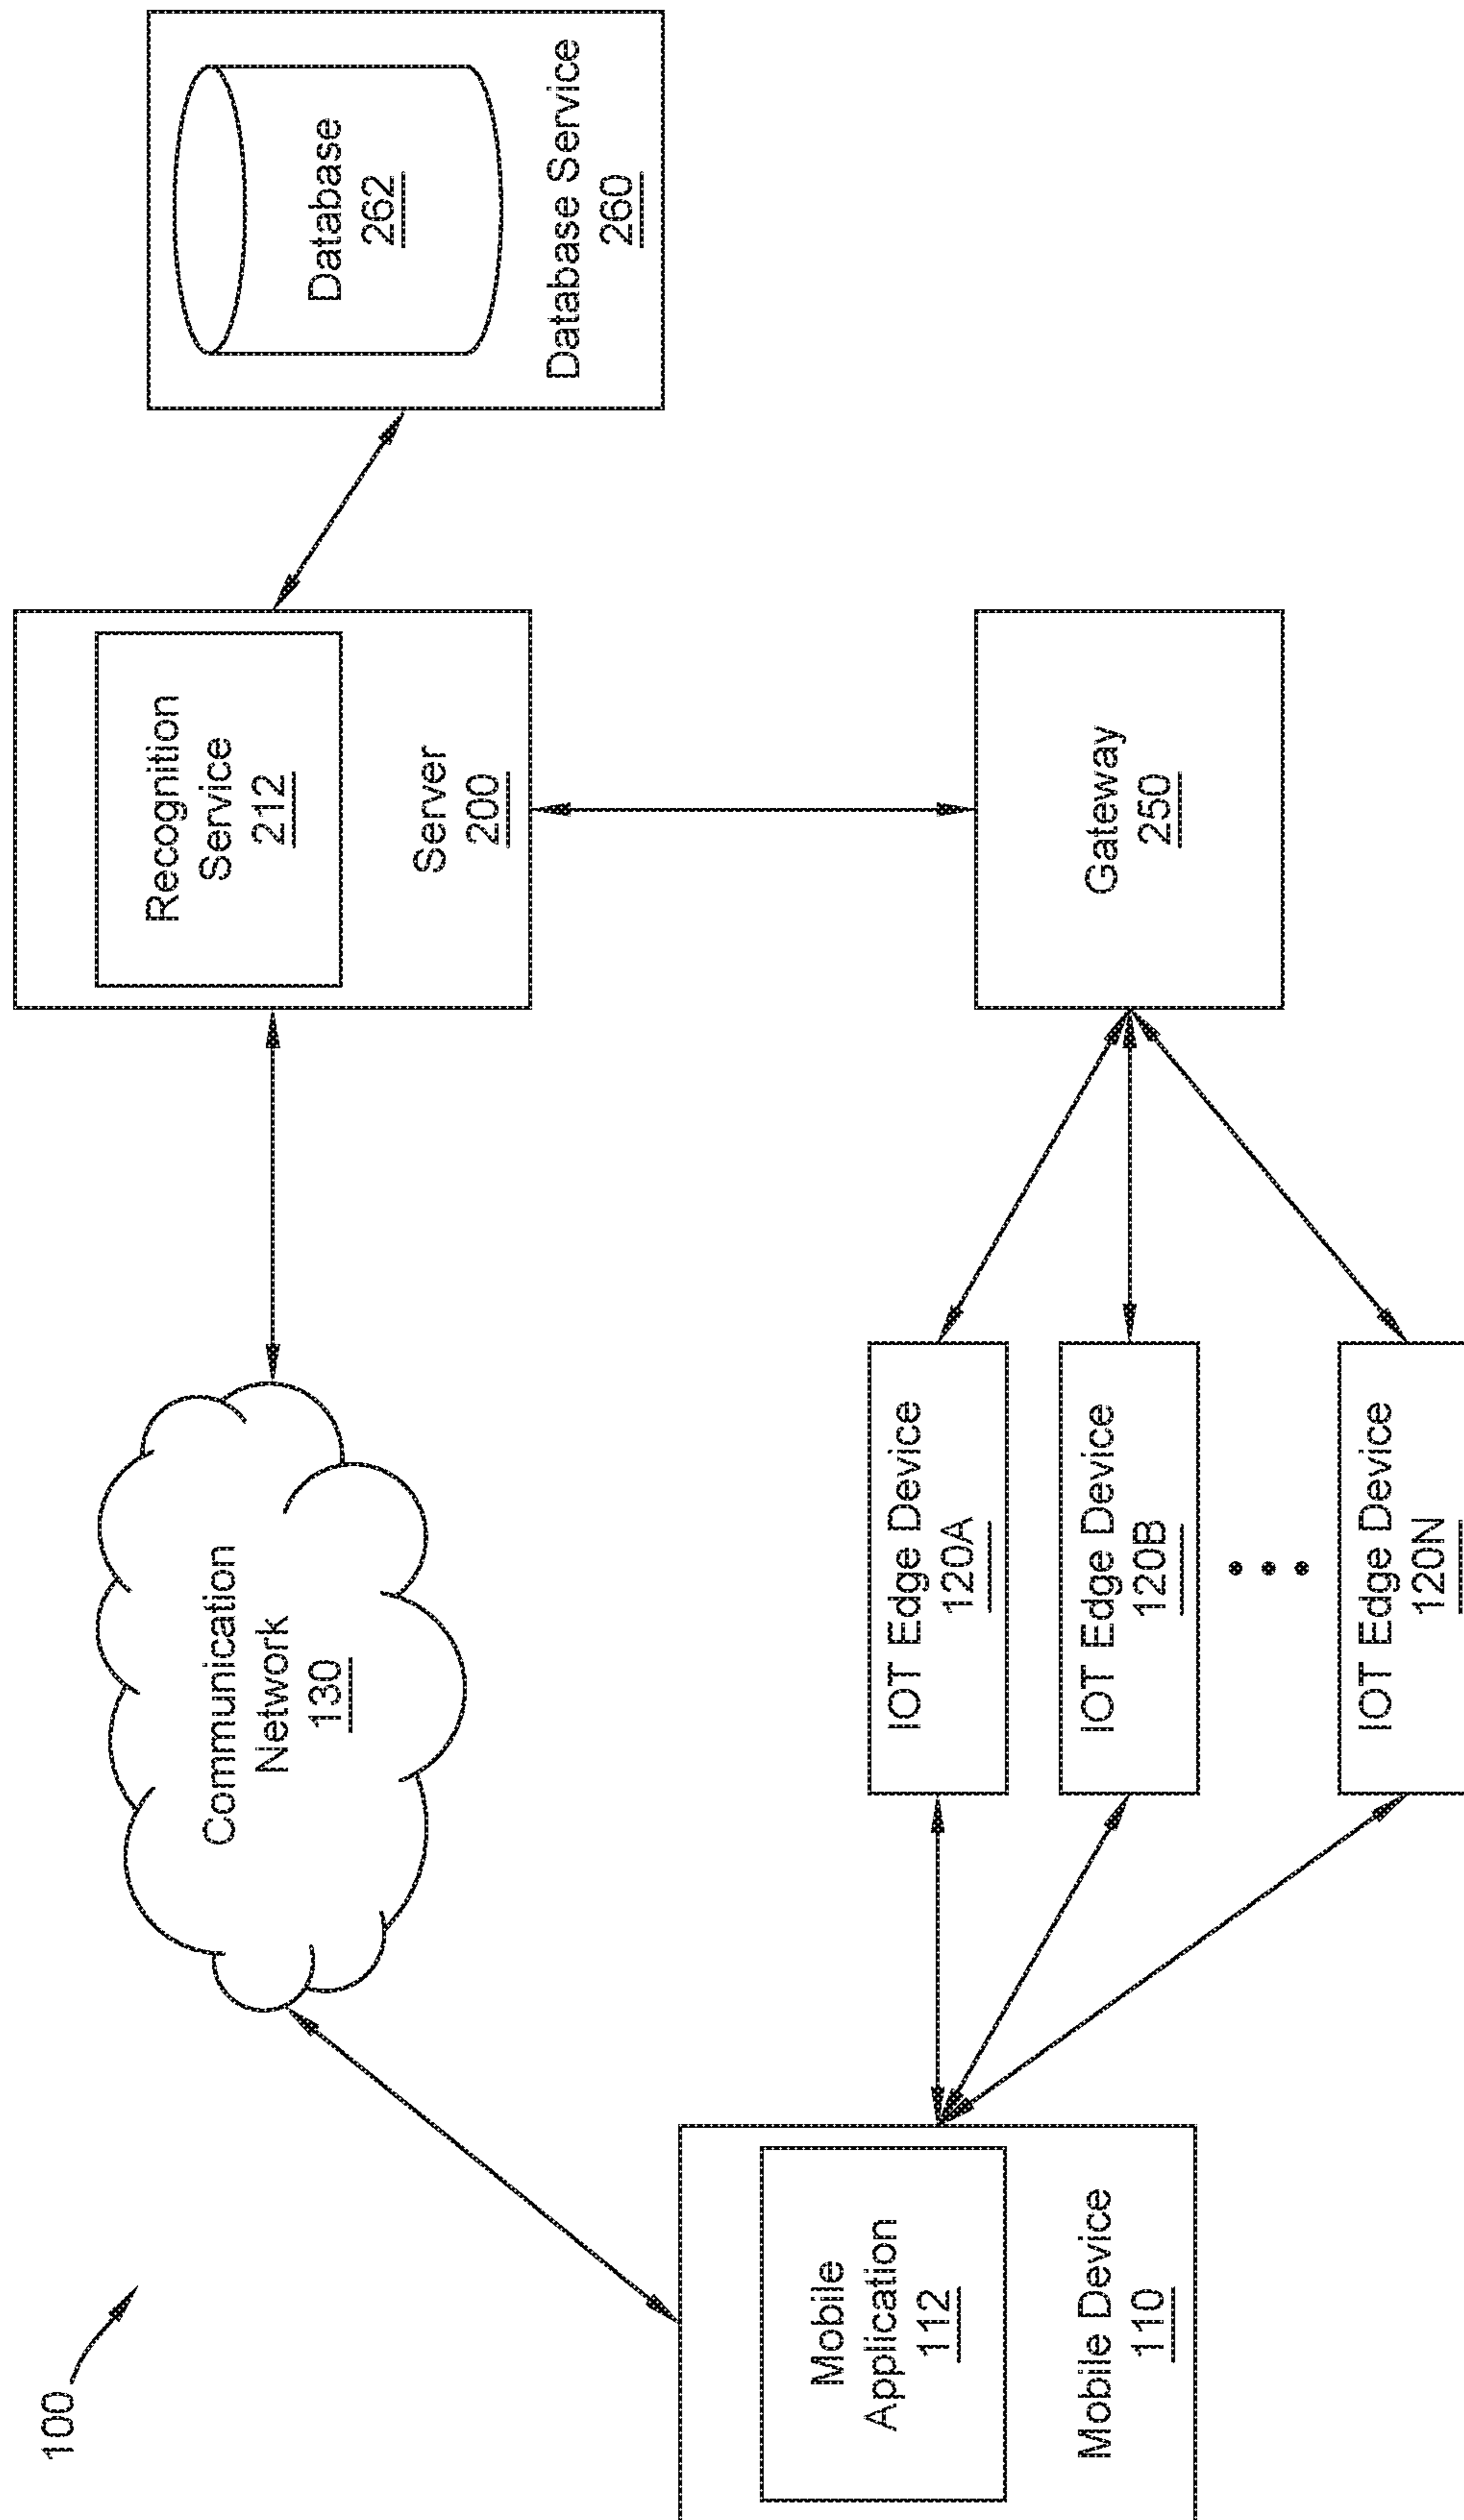 100
Mobile
Application
112
Mobile Device
110
Communication
Network
130
IOT Edge Device
120A
IOT Edge Device
120B
IOT Edge Device
120N
Recognition
Service
212
Server
200
Gateway
250
Database
262
Database Service
260